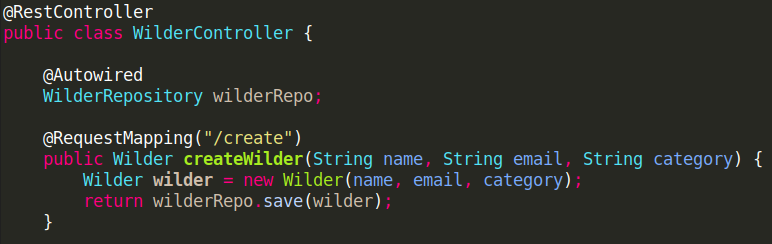 @RestController
public class WilderController {
@Autowired
WilderRepository wilderRepo;
@RequestMapping("/create")
public Wilder createWilder(String name, String email, String category) {
Wilder wilder = new Wilder(name, email, category);
return wilderRepo.save(wilder);
}